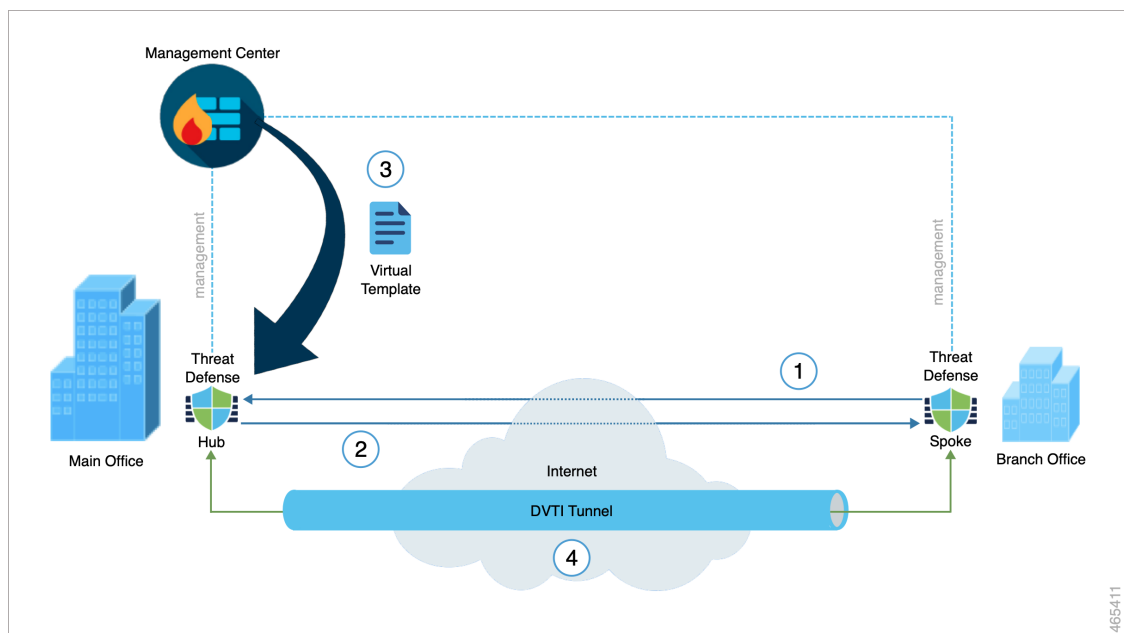 Management Center
3
Virtual
Template
management
management
Threat
Defense
Hub
Main Office
Threat
Defense
Spoke
Branch Office
1
2
Internet
DVTI Tunnel
4
465411